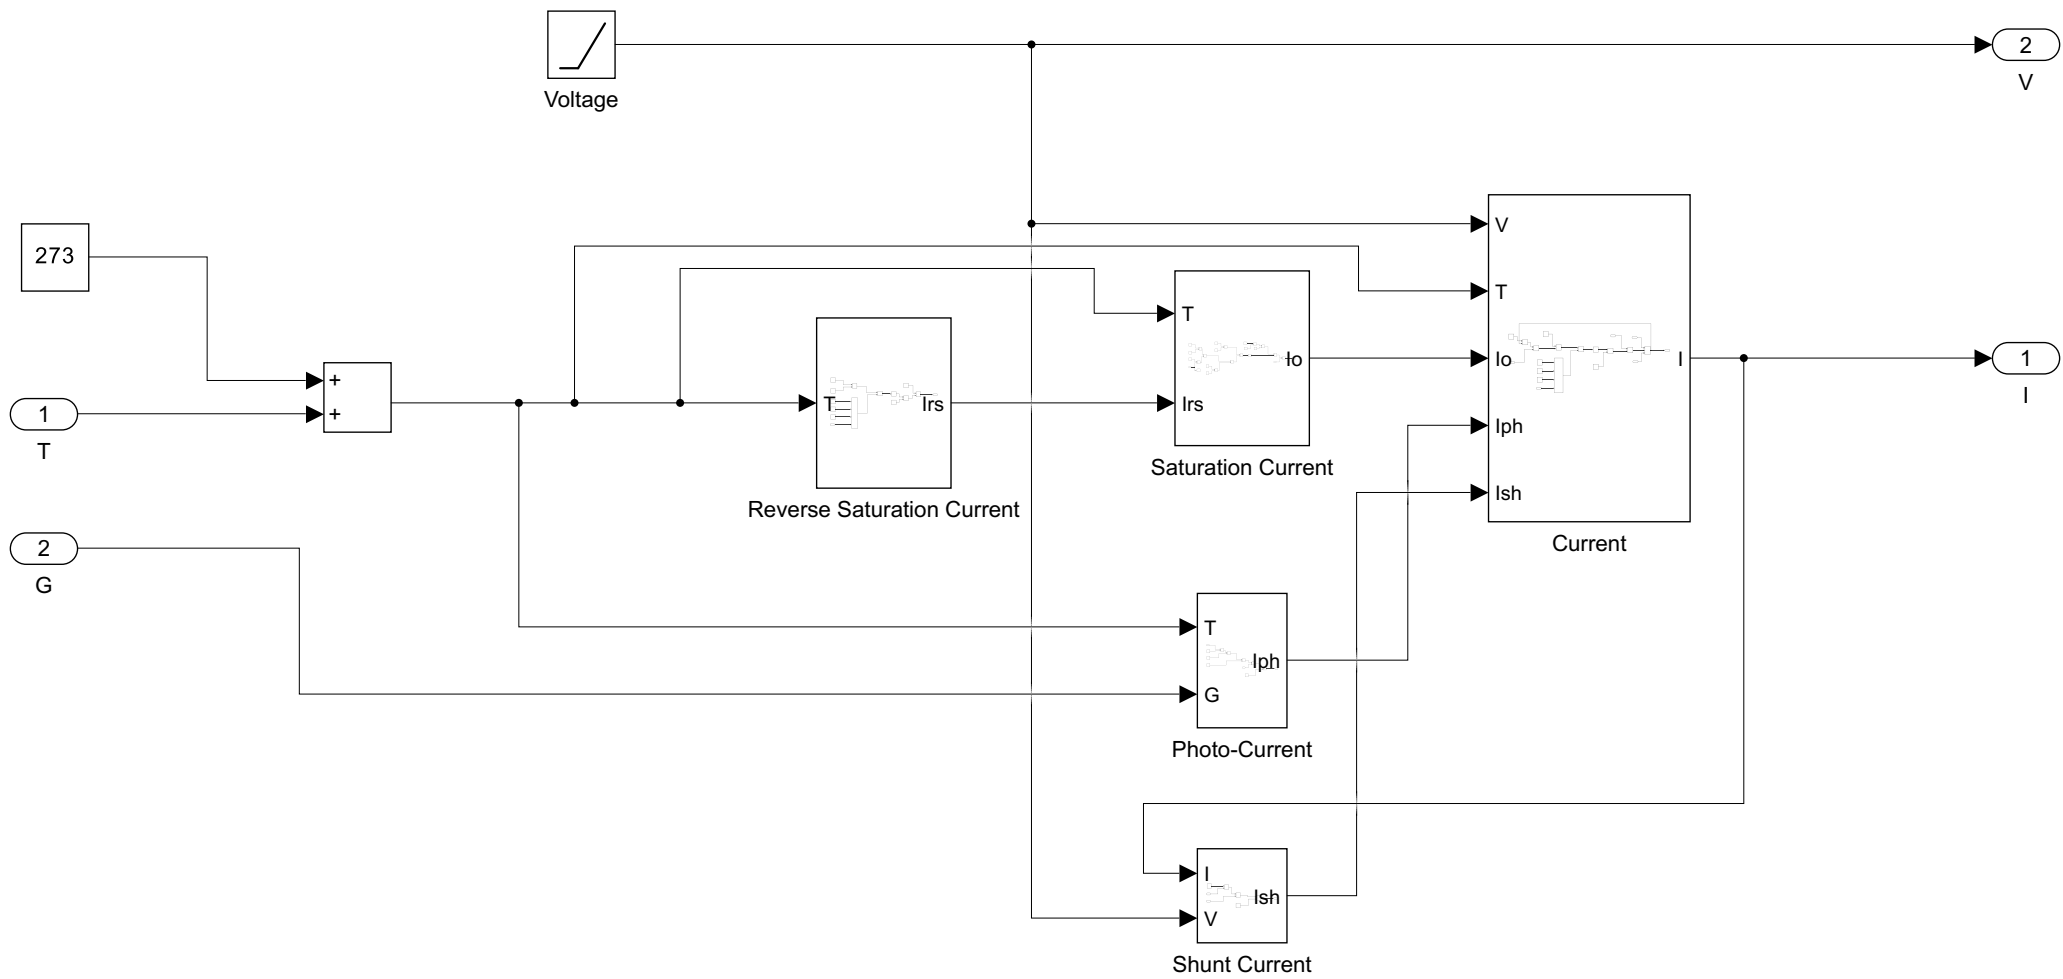 2
Voltage
V
273
V
T
T
Io
Io
I
1
I
+
+
1
T
T
Irs
Irs
Iph
Ish
Saturation Current
Reverse Saturation Current
Current
2
G
T
Iph
G
Photo-Current
I
Ish
V
Shunt Current